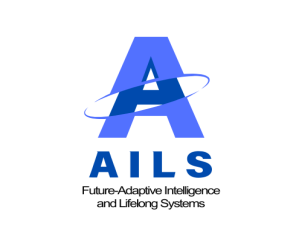 A
AILS
Future-Adaptive Intelligence
and Lifelong Systems